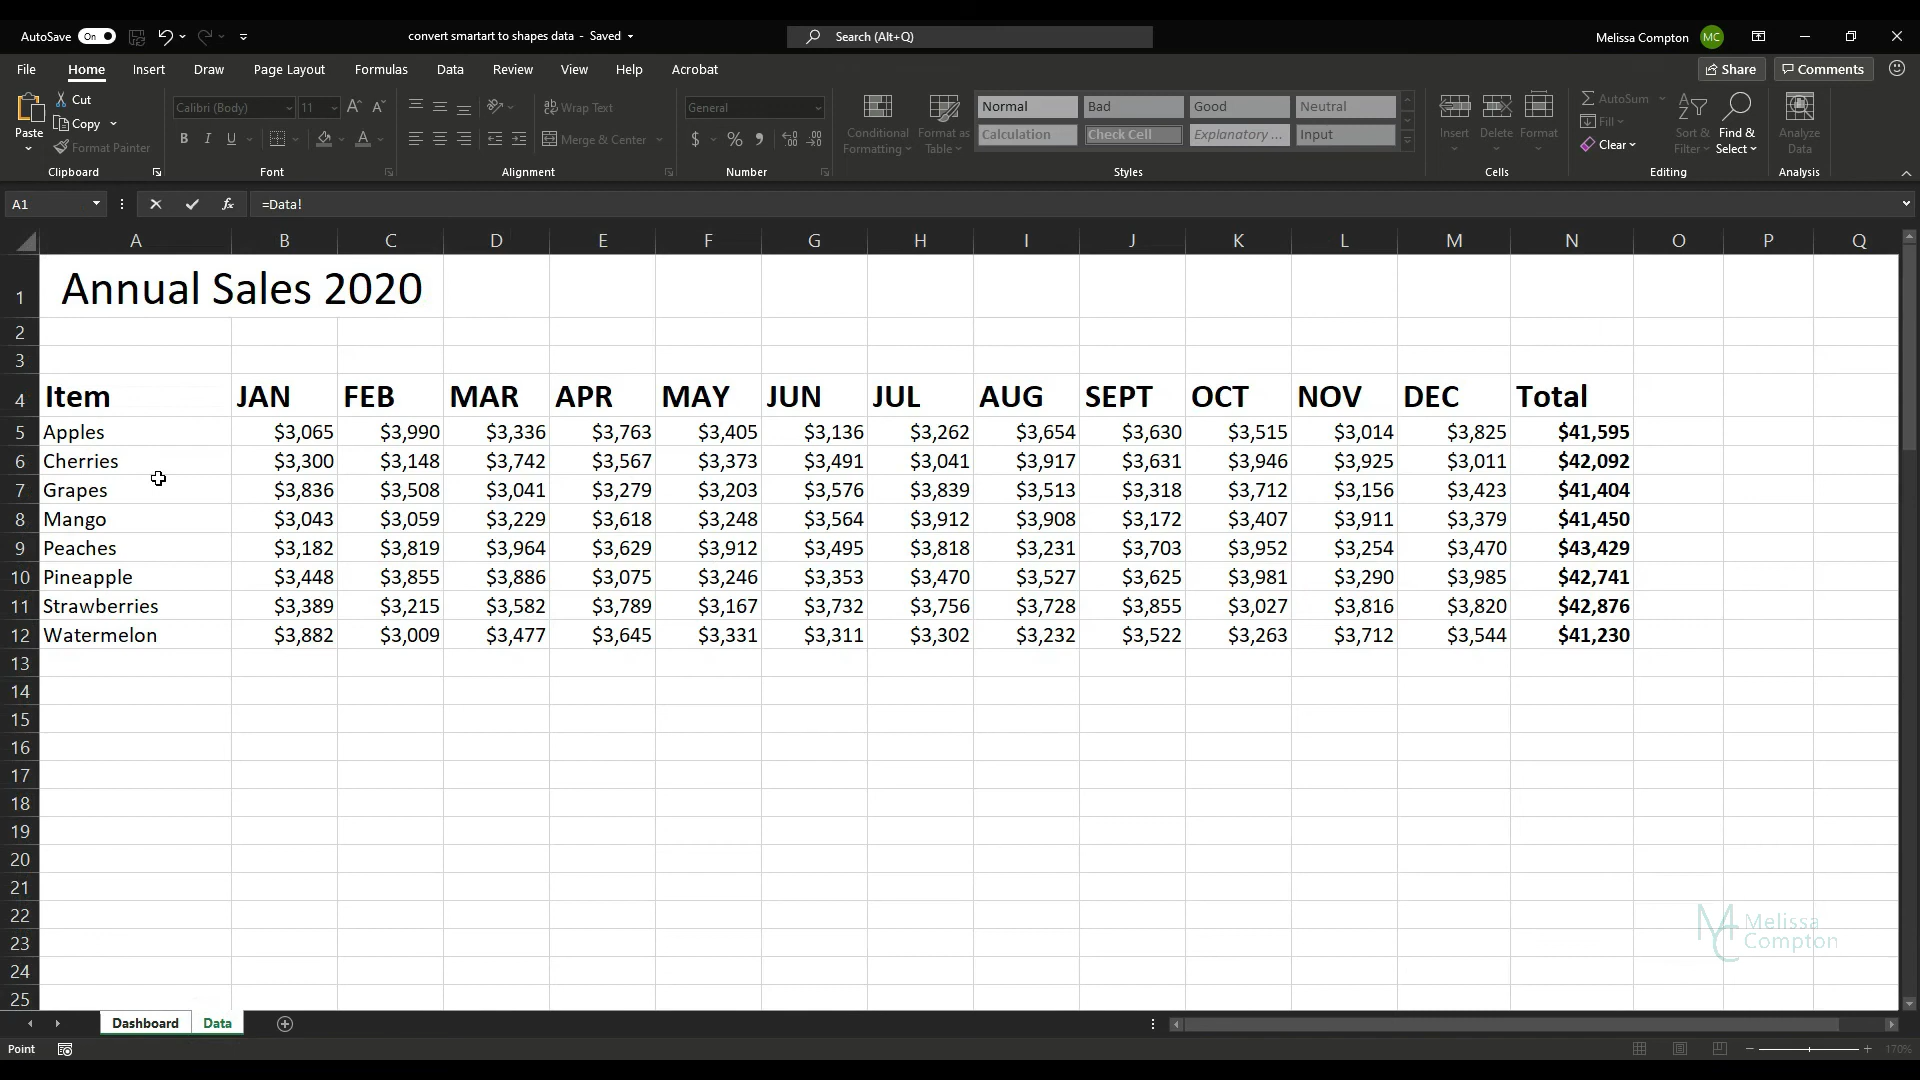 AutoSave On convert smartart to shapes data - Saved Search (Alt+Q) Melissa Compton MC
File Home Insert Draw Page Layout Formulas Data Review View Help Acrobat Share Comments
Paste Cut Copy Format Painter Clipboard
Calibri (Body) 11 B I U Font
Wrap Text Merge & Center Alignment
General $ % Number
Conditional Formatting Format as Table
Normal Bad Good Neutral
Calculation Check Cell Explanatory ... Input
Styles
Insert Delete Format Cells
AutoSum Fill Clear Sort & Filter Find & Select Editing
Analyze Data Analysis
A1 fx =Data!
A B C D E F G H I J K L M N O P Q
1 Annual Sales 2020
2
3
4 Item JAN FEB MAR APR MAY JUN JUL AUG SEPT OCT NOV DEC Total
5 Apples $3,065 $3,990 $3,336 $3,763 $3,405 $3,136 $3,262 $3,654 $3,630 $3,515 $3,014 $3,825 $41,595
6 Cherries $3,300 $3,148 $3,742 $3,567 $3,373 $3,491 $3,041 $3,917 $3,631 $3,946 $3,925 $3,011 $42,092
7 Grapes $3,836 $3,508 $3,041 $3,279 $3,203 $3,576 $3,839 $3,513 $3,318 $3,712 $3,156 $3,423 $41,404
8 Mango $3,043 $3,059 $3,229 $3,618 $3,248 $3,564 $3,912 $3,908 $3,172 $3,407 $3,911 $3,379 $41,450
9 Peaches $3,182 $3,819 $3,964 $3,629 $3,912 $3,495 $3,818 $3,231 $3,703 $3,952 $3,254 $3,470 $43,429
10 Pineapple $3,448 $3,855 $3,886 $3,075 $3,246 $3,353 $3,470 $3,527 $3,625 $3,981 $3,290 $3,985 $42,741
11 Strawberries $3,389 $3,215 $3,582 $3,789 $3,167 $3,732 $3,756 $3,728 $3,855 $3,027 $3,816 $3,820 $42,876
12 Watermelon $3,882 $3,009 $3,477 $3,645 $3,331 $3,311 $3,302 $3,232 $3,522 $3,263 $3,712 $3,544 $41,230
13
14
15
16
17
18
19
20
21
22
23
24
25
MC Melissa
Compton
Dashboard Data
Point 170%